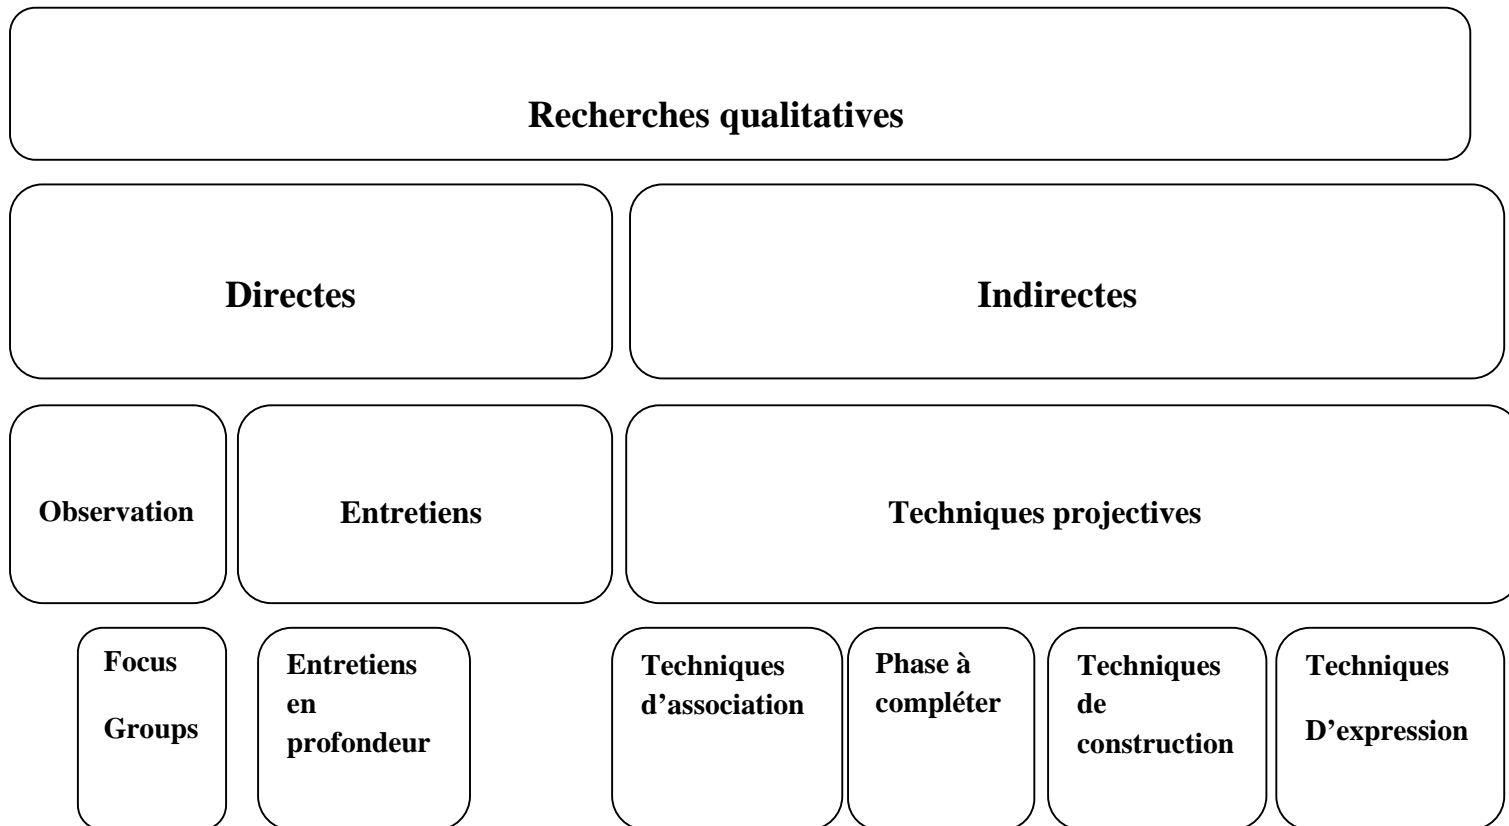 Recherches qualitatives
Directes
Indirectes
Observation
Entretiens
Techniques projectives
Focus
Groups
Entretiens
en
profondeur
Techniques
d’association
Phase à
compléter
Techniques
de
construction
Techniques
D’expression